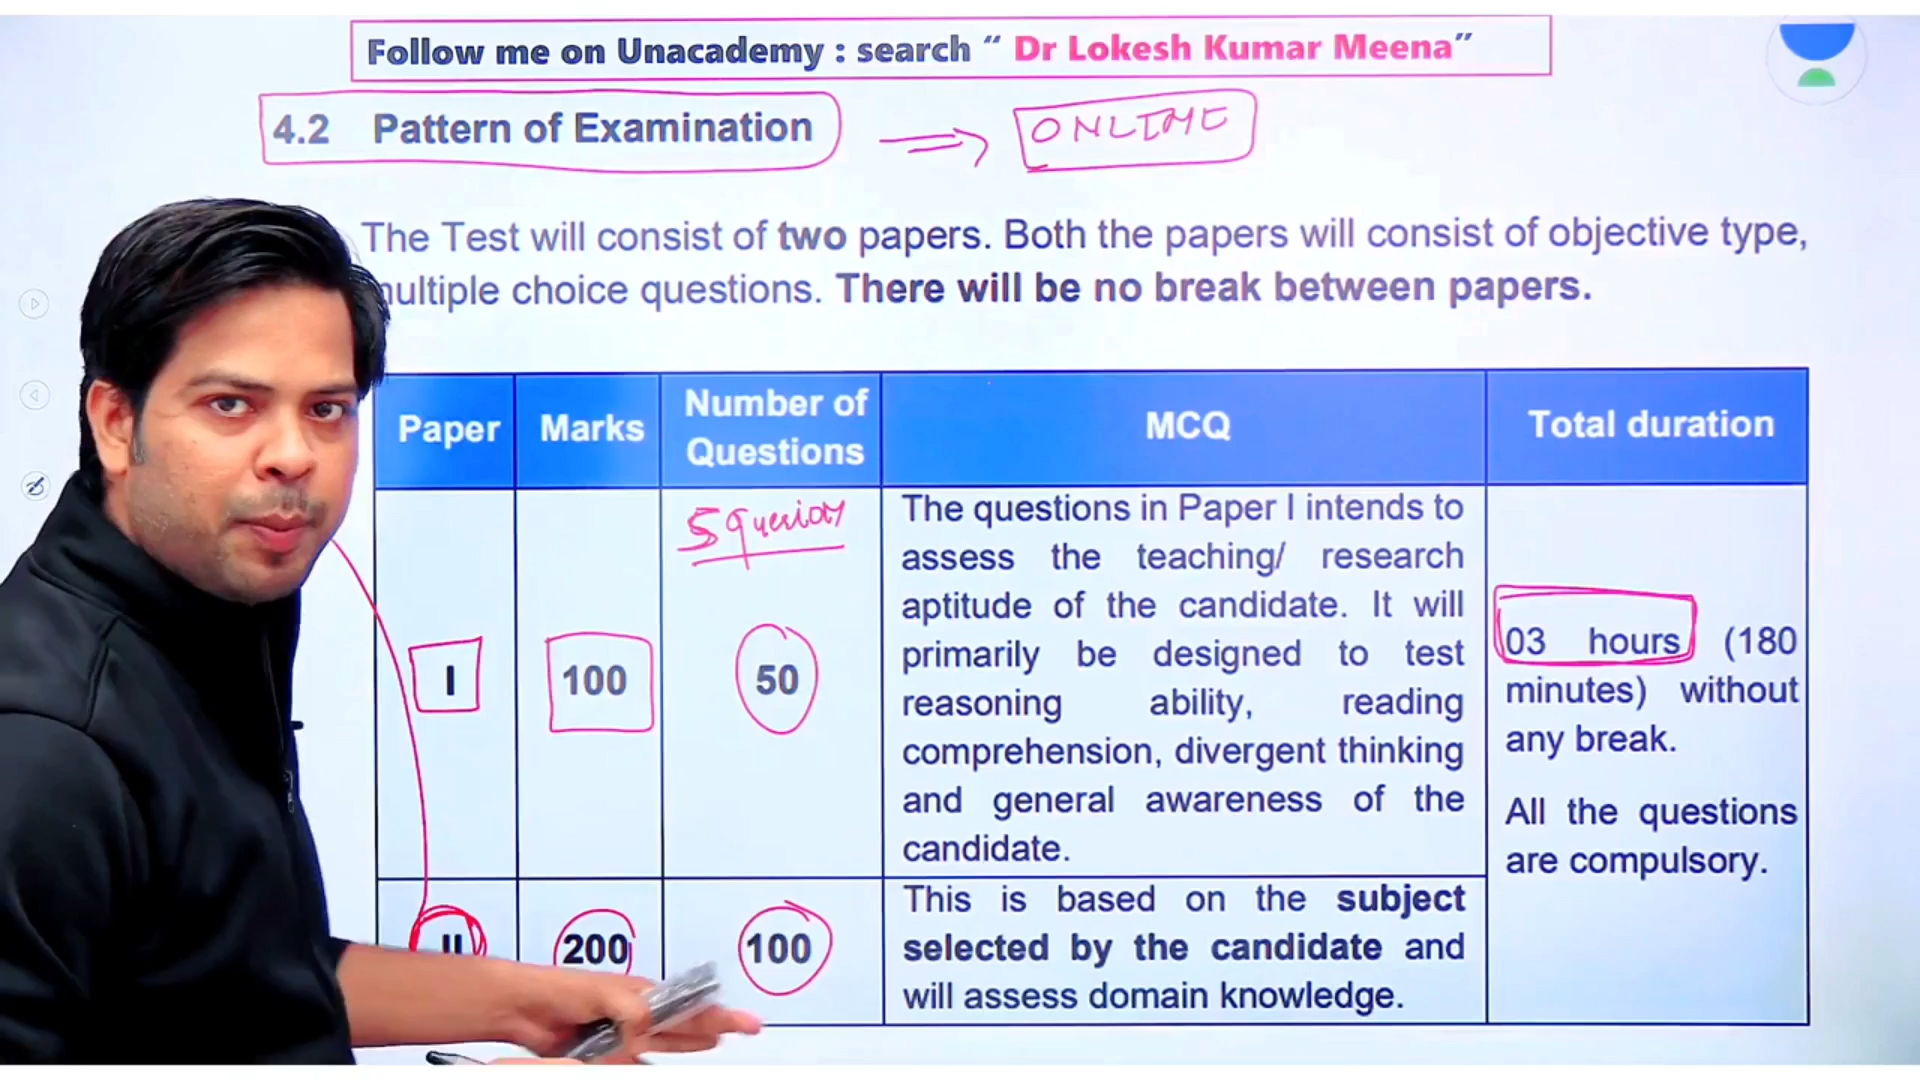 Follow me on Unacademy : search “ Dr Lokesh Kumar Meena”
4.2 Pattern of Examination
ONLINE
The Test will consist of two papers. Both the papers will consist of objective type,
multiple choice questions. There will be no break between papers.
Paper
Marks
Number of
Questions
MCQ
Total duration
I
100
5 Question
50
The questions in Paper I intends to
assess the teaching/ research
aptitude of the candidate. It will
primarily be designed to test
reasoning ability, reading
comprehension, divergent thinking
and general awareness of the
candidate.
03 hours (180
minutes) without
any break.
All the questions
are compulsory.
II
200
100
This is based on the subject
selected by the candidate and
will assess domain knowledge.